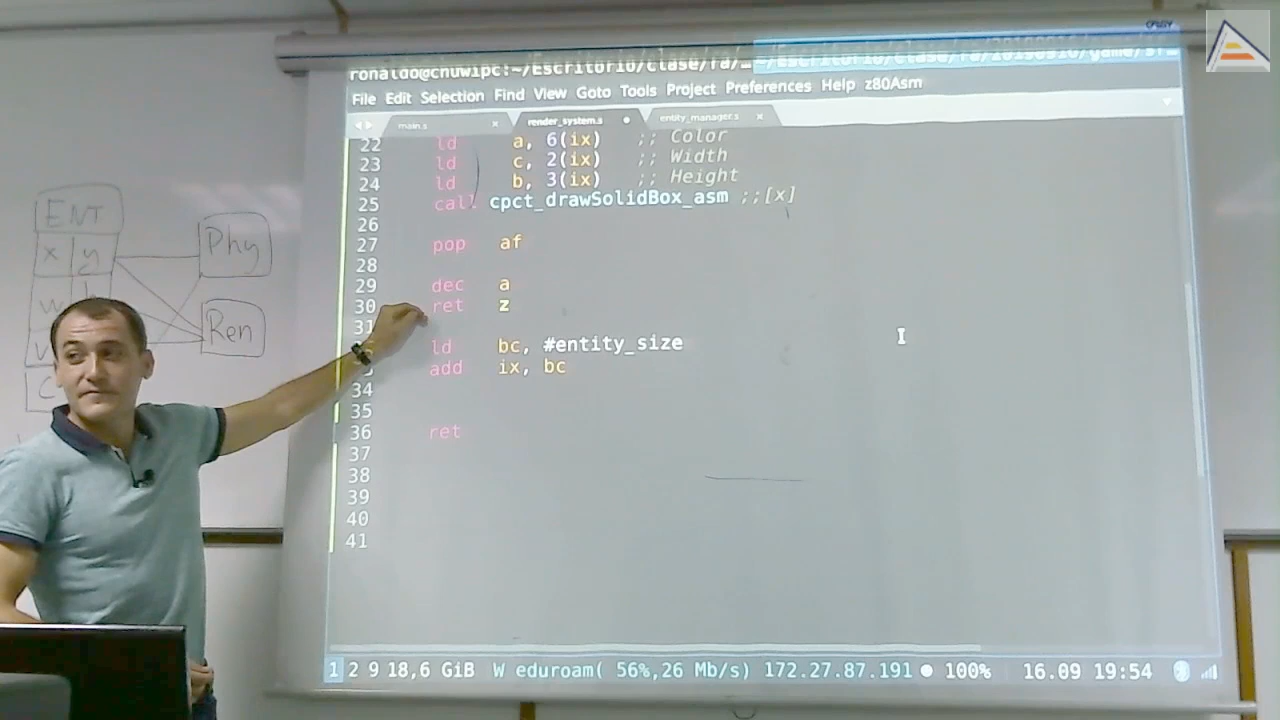 ronaldo@cnuwipc:~/Escritorio/Clase/fa/…
File Edit Selection Find View Goto Tools Project Preferences Help z80Asm
main.s render_system.s entity_manager.s
22 ld a, 6(ix) ;; Color
23 ld c, 2(ix) ;; Width
24 ld b, 3(ix) ;; Height
25 call cpct_drawSolidBox_asm ;;[x]
26
27 pop af
28
29 dec a
30 ret z
31
ld bc, #entity_size
add ix, bc
34
35
36 ret
37
38
39
40
41
1 2 9 18,6 GiB W eduroam( 56%,26 Mb/s) 172.27.87.191 100% 16.09 19:54
ENT
x y
Phy
Ren